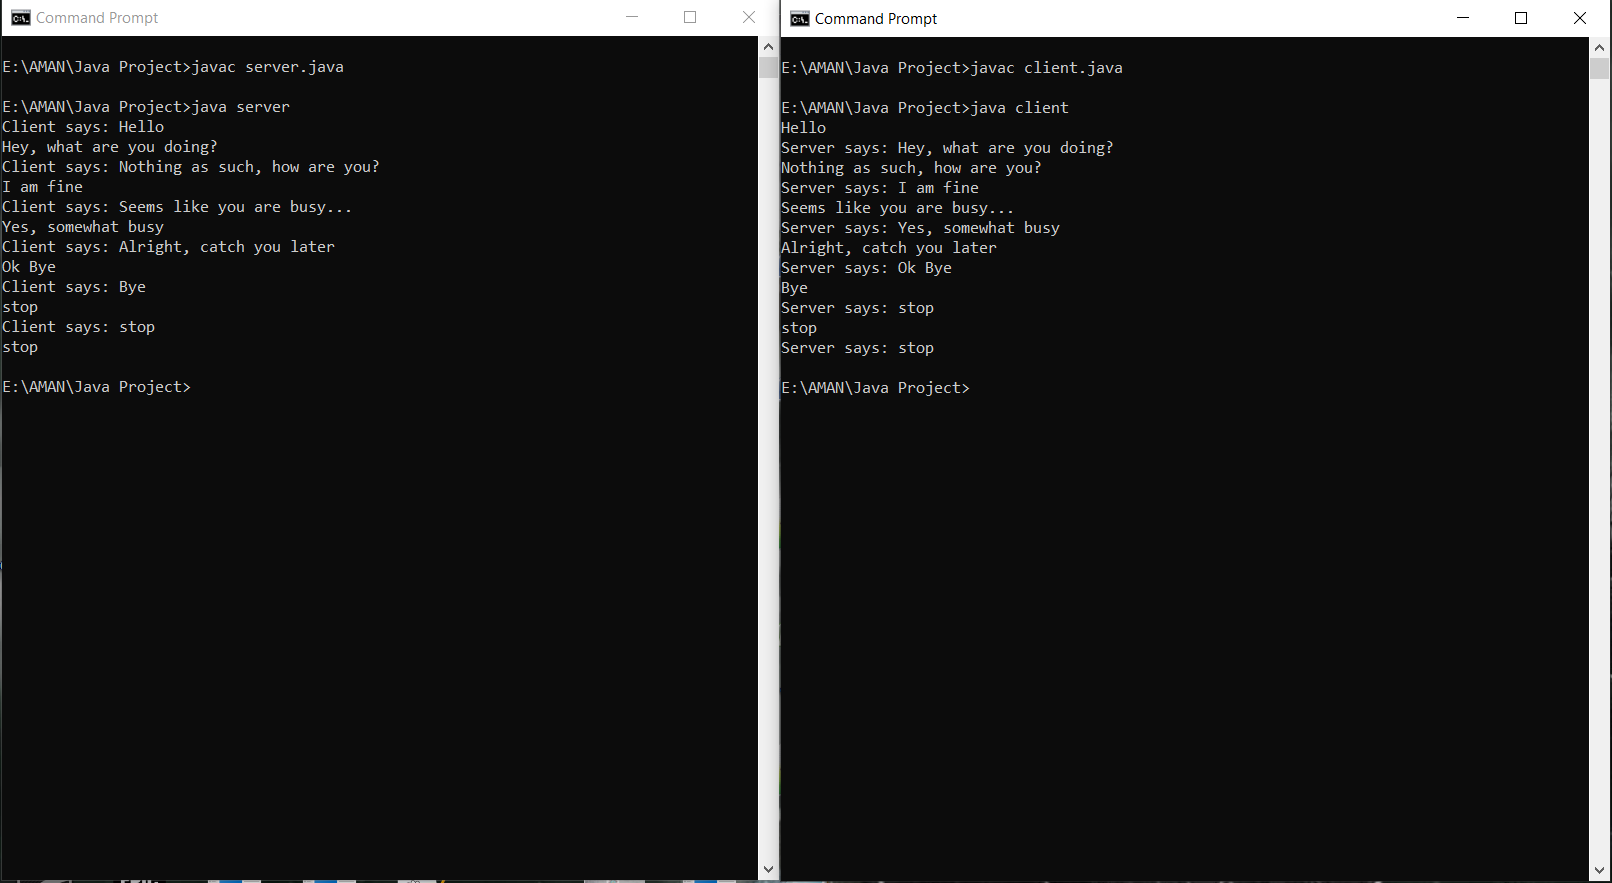 Command Prompt
E:\AMAN\Java Project>javac server.java
E:\AMAN\Java Project>java server
Client says: Hello
Hey, what are you doing?
Client says: Nothing as such, how are you?
I am fine
Client says: Seems like you are busy...
Yes, somewhat busy
Client says: Alright, catch you later
Ok Bye
Client says: Bye
stop
Client says: stop
stop
E:\AMAN\Java Project>
Command Prompt
E:\AMAN\Java Project>javac client.java
E:\AMAN\Java Project>java client
Hello
Server says: Hey, what are you doing?
Nothing as such, how are you?
Server says: I am fine
Seems like you are busy...
Server says: Yes, somewhat busy
Alright, catch you later
Server says: Ok Bye
Bye
Server says: stop
stop
Server says: stop
E:\AMAN\Java Project>